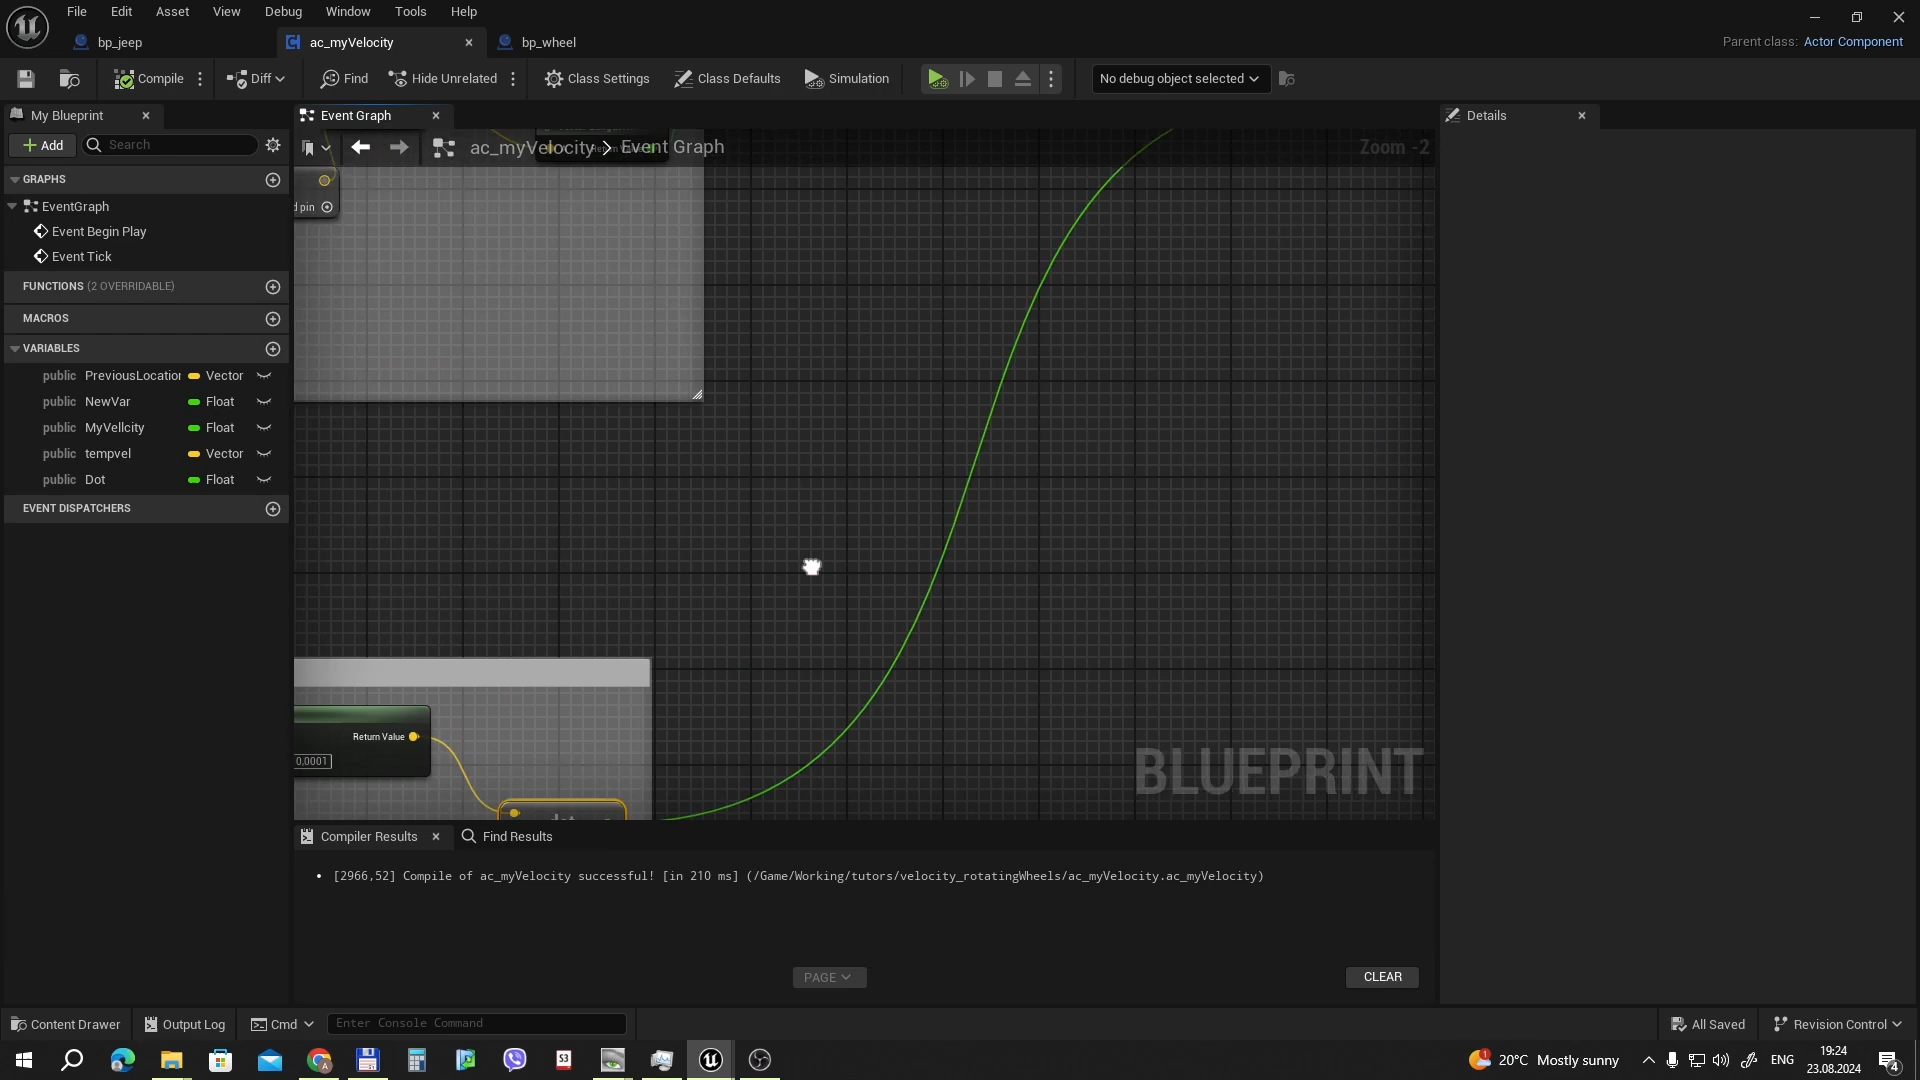 File Edit Asset View Debug Window Tools Help
bp_jeep ac_myVelocity bp_wheel
Parent class: Actor Component
Compile Diff Find Hide Unrelated Class Settings Class Defaults Simulation No debug object selected
My Blueprint Event Graph Details
Add Search
ac_myVelocity > Event Graph Zoom -2
GRAPHS
EventGraph
d pin
Event Begin Play
Event Tick
FUNCTIONS (2 OVERRIDABLE)
MACROS
VARIABLES
public PreviousLocation Vector
public NewVar Float
public MyVellcity Float
public tempvel Vector
public Dot Float
EVENT DISPATCHERS
Return Value
0,0001
BLUEPRINT
Compiler Results Find Results
• [2966,52] Compile of ac_myVelocity successful! [in 210 ms] (/Game/Working/tutors/velocity_rotatingWheels/ac_myVelocity.ac_myVelocity)
PAGE CLEAR
Content Drawer Output Log Cmd Enter Console Command All Saved Revision Control
20°C Mostly sunny ENG 19:24
23.08.2024